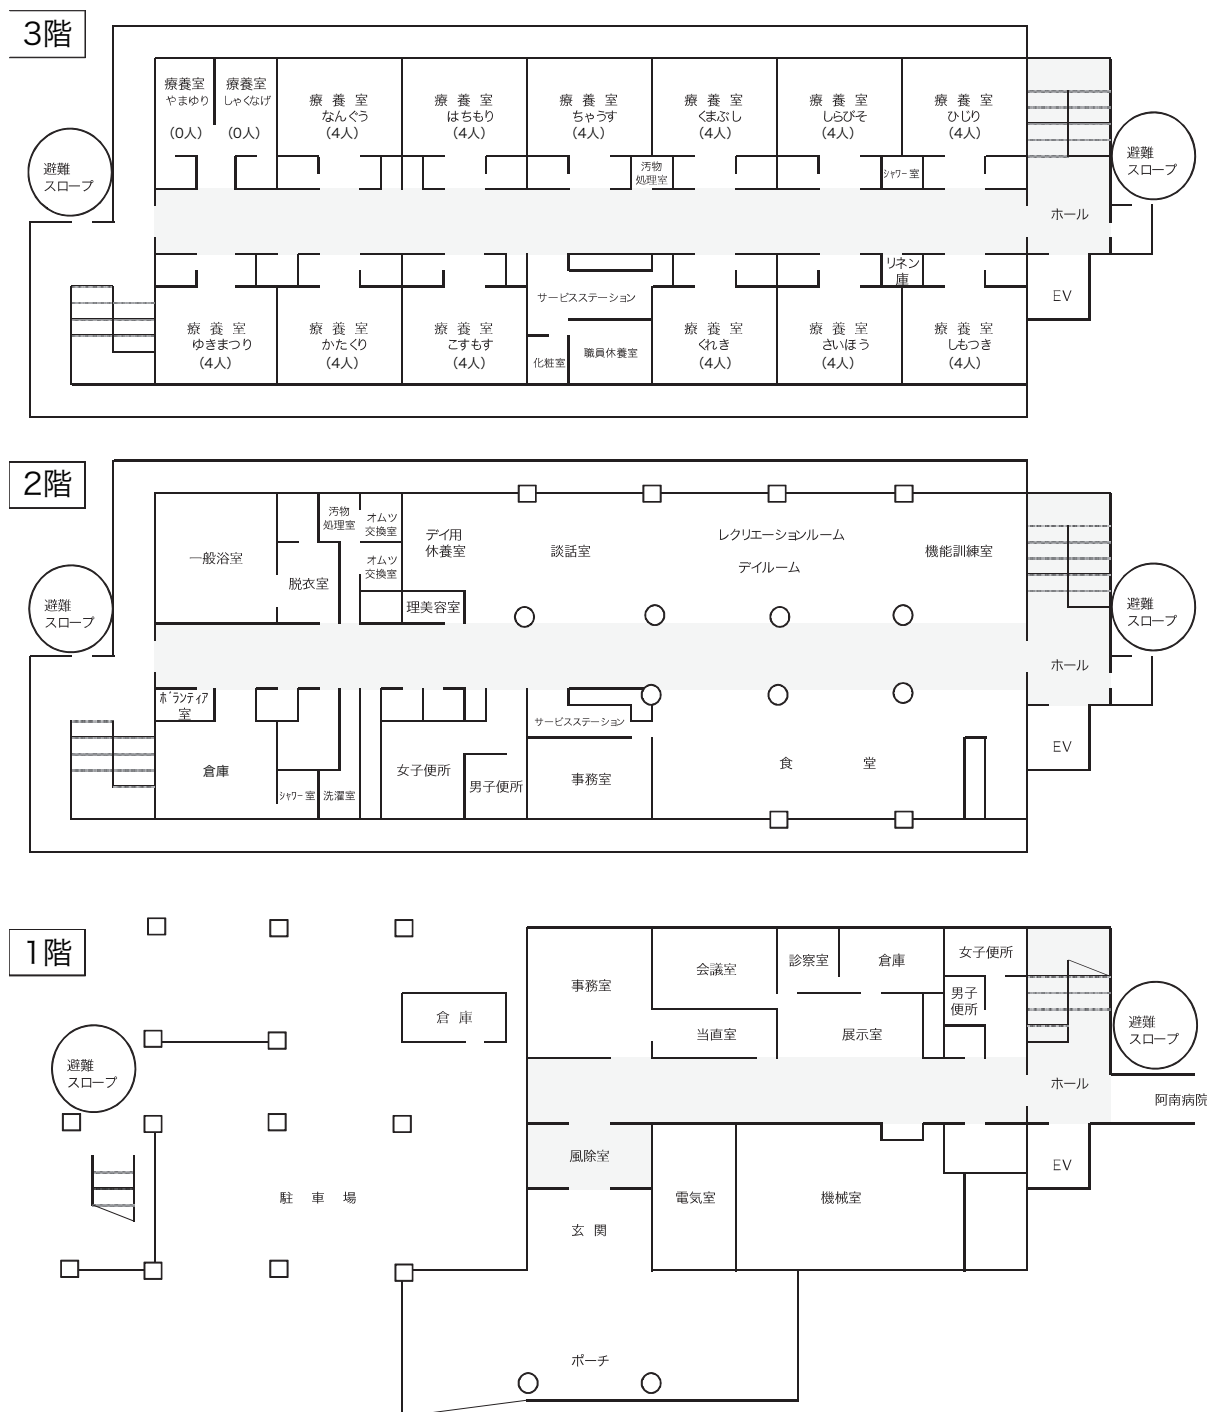 3階
療養室
やまゆり
(0人)
療養室
しゃくなげ
(0人)
療 養 室
なんぐう
(4人)
療 養 室
はちもり
(4人)
療 養 室
ちゃうす
(4人)
療 養 室
くまぶし
(4人)
療 養 室
しらびそ
(4人)
療 養 室
ひじり
(4人)
避難
スロープ
汚物
処理室
シャワー室
避難
スロープ
ホール
リネン
庫
EV
サービスステーション
療 養 室
ゆきまつり
(4人)
療 養 室
かたくり
(4人)
療 養 室
こすもす
(4人)
化粧室
職員休養室
療 養 室
くれき
(4人)
療 養 室
さいほう
(4人)
療 養 室
しもつき
(4人)
2階
一般浴室
脱衣室
汚物
処理室
オムツ
交換室
オムツ
交換室
デイ用
休養室
理美容室
談話室
レクリエーションルーム
デイルーム
機能訓練室
避難
スロープ
避難
スロープ
ホール
ボランティア
室
倉庫
シャワー室
洗濯室
女子便所
男子便所
サービスステーション
事務室
食 堂
EV
1階
事務室
会議室
診察室
倉庫
女子便所
男子
便所
倉 庫
当直室
展示室
避難
スロープ
避難
スロープ
ホール
阿南病院
風除室
EV
駐 車 場
電気室
機械室
玄 関
ポーチ